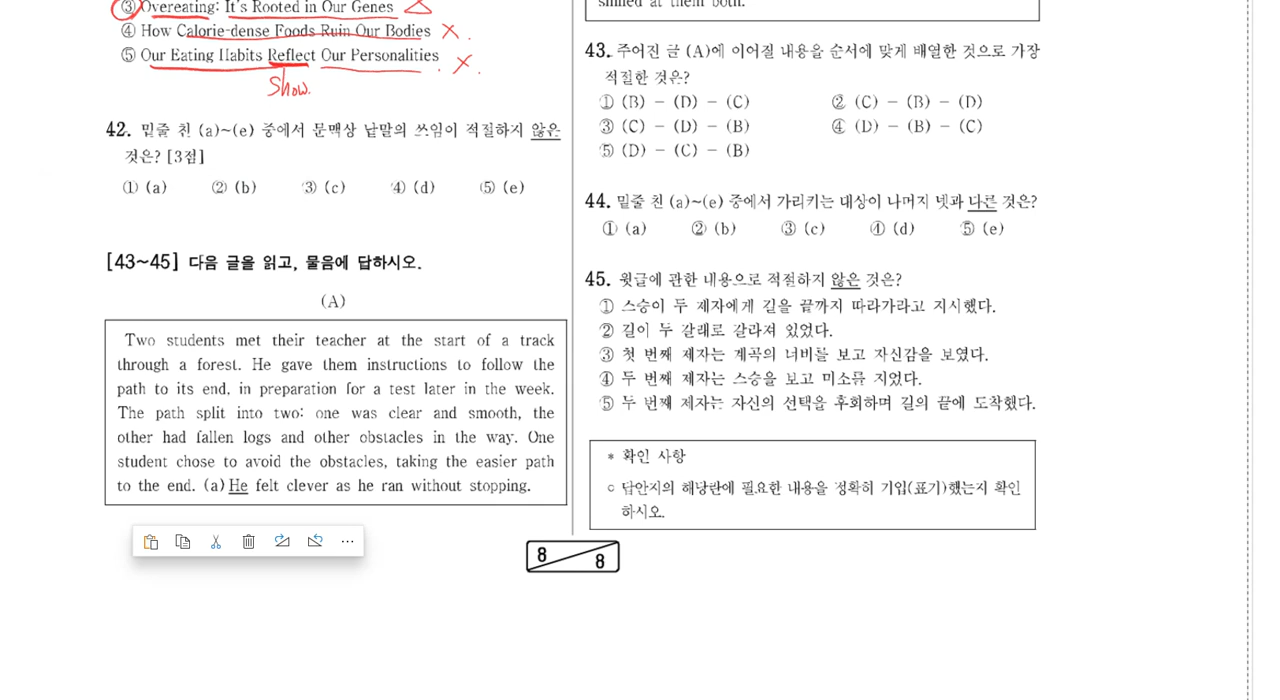 ③ Overeating: It's Rooted in Our Genes
④ How Calorie-dense Foods Ruin Our Bodies
⑤ Our Eating Habits Reflect Our Personalities
Show.
42. 밑줄 친 (a)~(e) 중에서 문맥상 낱말의 쓰임이 적절하지 않은
것은? [3점]
① (a) ② (b) ③ (c) ④ (d) ⑤ (e)
[43~45] 다음 글을 읽고, 물음에 답하시오.
(A)
Two students met their teacher at the start of a track
through a forest. He gave them instructions to follow the
path to its end, in preparation for a test later in the week.
The path split into two: one was clear and smooth, the
other had fallen logs and other obstacles in the way. One
student chose to avoid the obstacles, taking the easier path
to the end. (a) He felt clever as he ran without stopping.
smiled at them both.
43. 주어진 글 (A)에 이어질 내용을 순서에 맞게 배열한 것으로 가장
적절한 것은?
① (B) - (D) - (C) ② (C) - (B) - (D)
③ (C) - (D) - (B) ④ (D) - (B) - (C)
⑤ (D) - (C) - (B)
44. 밑줄 친 (a)~(e) 중에서 가리키는 대상이 나머지 넷과 다른 것은?
① (a) ② (b) ③ (c) ④ (d) ⑤ (e)
45. 윗글에 관한 내용으로 적절하지 않은 것은?
① 스승이 두 제자에게 길을 끝까지 따라가라고 지시했다.
② 길이 두 갈래로 갈라져 있었다.
③ 첫 번째 제자는 계곡의 너비를 보고 자신감을 보였다.
④ 두 번째 제자는 스승을 보고 미소를 지었다.
⑤ 두 번째 제자는 자신의 선택을 후회하며 길의 끝에 도착했다.
* 확인 사항
○ 답안지의 해당란에 필요한 내용을 정확히 기입(표기)했는지 확인
하시오.
8 8